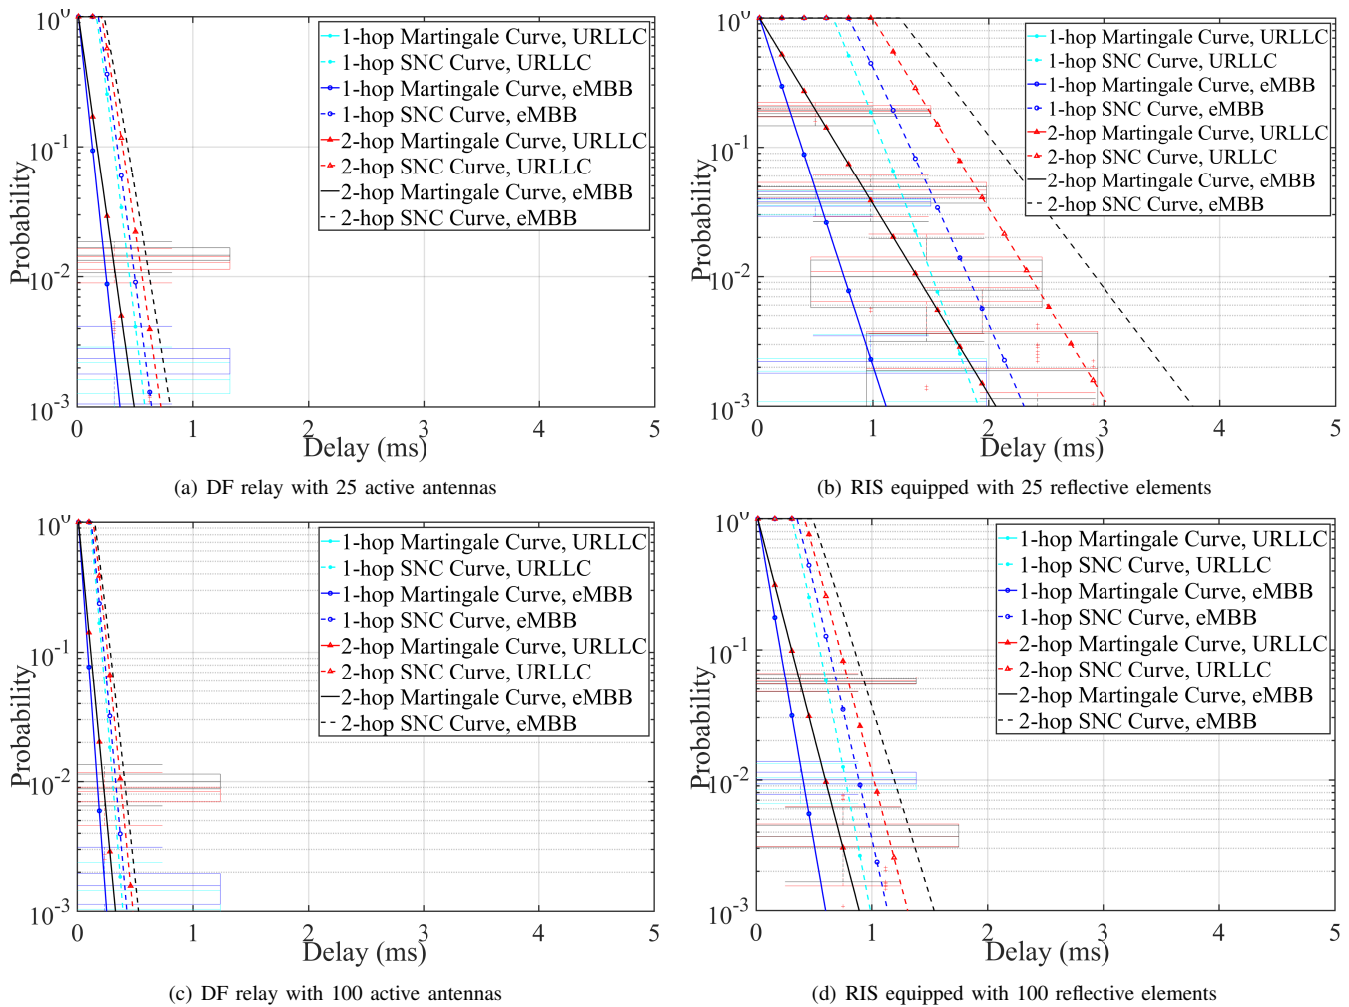 10^0
10^-1
10^-2
10^-3
Probability
0 1 2 3 4 5
Delay (ms)
1-hop Martingale Curve, URLLC
1-hop SNC Curve, URLLC
1-hop Martingale Curve, eMBB
1-hop SNC Curve, eMBB
2-hop Martingale Curve, URLLC
2-hop SNC Curve, URLLC
2-hop Martingale Curve, eMBB
2-hop SNC Curve, eMBB
(a) DF relay with 25 active antennas
10^0
10^-1
10^-2
10^-3
Probability
0 1 2 3 4 5
Delay (ms)
1-hop Martingale Curve, URLLC
1-hop SNC Curve, URLLC
1-hop Martingale Curve, eMBB
1-hop SNC Curve, eMBB
2-hop Martingale Curve, URLLC
2-hop SNC Curve, URLLC
2-hop Martingale Curve, eMBB
2-hop SNC Curve, eMBB
(b) RIS equipped with 25 reflective elements
10^0
10^-1
10^-2
10^-3
Probability
0 1 2 3 4 5
Delay (ms)
1-hop Martingale Curve, URLLC
1-hop SNC Curve, URLLC
1-hop Martingale Curve, eMBB
1-hop SNC Curve, eMBB
2-hop Martingale Curve, URLLC
2-hop SNC Curve, URLLC
2-hop Martingale Curve, eMBB
2-hop SNC Curve, eMBB
(c) DF relay with 100 active antennas
10^0
10^-1
10^-2
10^-3
Probability
0 1 2 3 4 5
Delay (ms)
1-hop Martingale Curve, URLLC
1-hop SNC Curve, URLLC
1-hop Martingale Curve, eMBB
1-hop SNC Curve, eMBB
2-hop Martingale Curve, URLLC
2-hop SNC Curve, URLLC
2-hop Martingale Curve, eMBB
2-hop SNC Curve, eMBB
(d) RIS equipped with 100 reflective elements